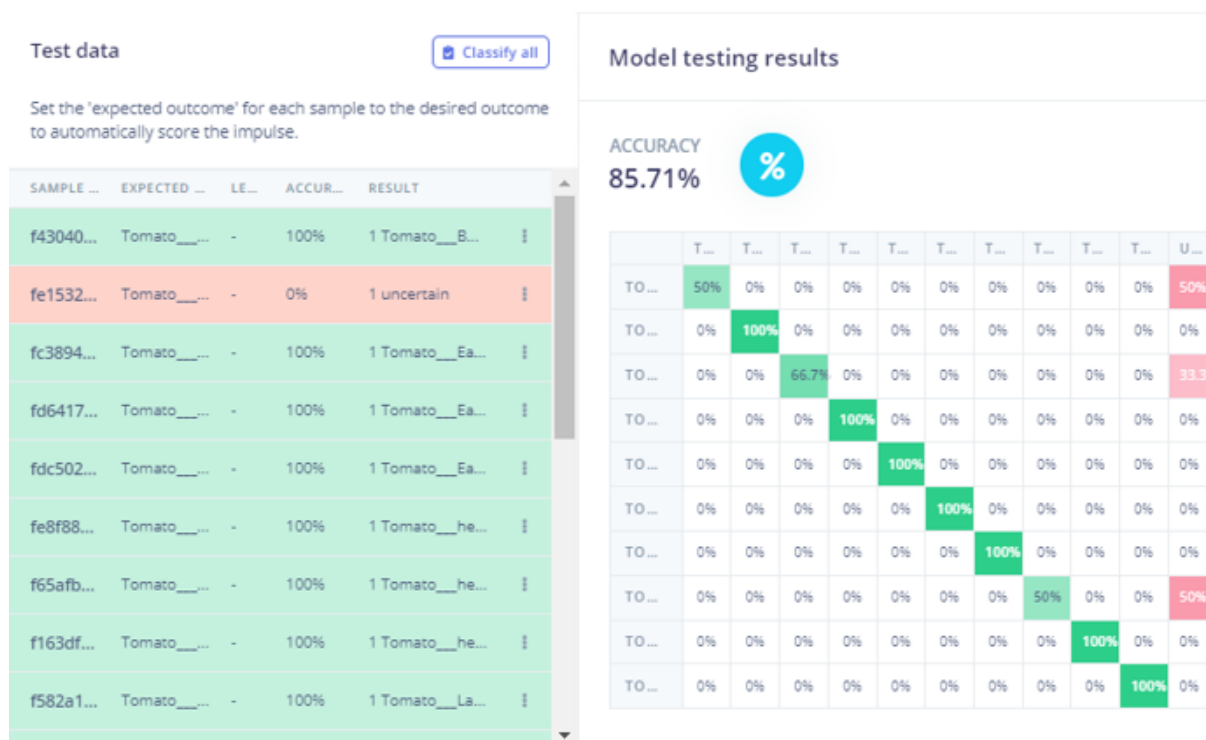 Test data
Classify all
Set the 'expected outcome' for each sample to the desired outcome
to automatically score the impulse.
SAMPLE ... EXPECTED ... LE... ACCUR... RESULT
f43040... Tomato___... - 100% 1 Tomato___B...
fe1532... Tomato___... - 0% 1 uncertain
fc3894... Tomato___... - 100% 1 Tomato___Ea...
fd6417... Tomato___... - 100% 1 Tomato___Ea...
fdc502... Tomato___... - 100% 1 Tomato___Ea...
fe8f88... Tomato___... - 100% 1 Tomato___he...
f65afb... Tomato___... - 100% 1 Tomato___he...
f163df... Tomato___... - 100% 1 Tomato___he...
f582a1... Tomato___... - 100% 1 Tomato___La...
Model testing results
ACCURACY
85.71%
%
T... T... T... T... T... T... T... T... T... T... U...
TO... 50% 0% 0% 0% 0% 0% 0% 0% 0% 0% 50%
TO... 0% 100% 0% 0% 0% 0% 0% 0% 0% 0% 0%
TO... 0% 0% 66.7% 0% 0% 0% 0% 0% 0% 0% 33.3
TO... 0% 0% 0% 100% 0% 0% 0% 0% 0% 0% 0%
TO... 0% 0% 0% 0% 100% 0% 0% 0% 0% 0% 0%
TO... 0% 0% 0% 0% 0% 100% 0% 0% 0% 0% 0%
TO... 0% 0% 0% 0% 0% 0% 100% 0% 0% 0% 0%
TO... 0% 0% 0% 0% 0% 0% 0% 50% 0% 0% 50%
TO... 0% 0% 0% 0% 0% 0% 0% 0% 100% 0% 0%
TO... 0% 0% 0% 0% 0% 0% 0% 0% 0% 100% 0%